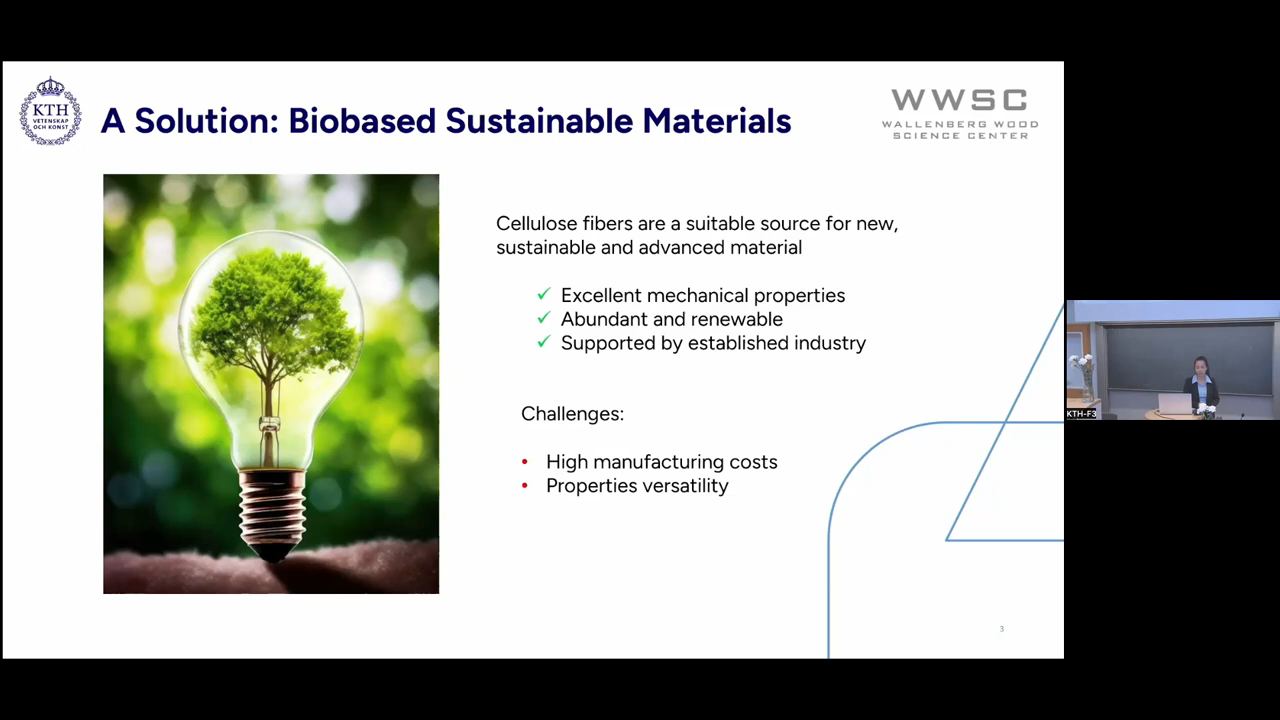 KTH
VETENSKAP
OCH KONST
A Solution: Biobased Sustainable Materials
WWSC
WALLENBERG WOOD
SCIENCE CENTER
Cellulose fibers are a suitable source for new,
sustainable and advanced material
✓ Excellent mechanical properties
✓ Abundant and renewable
✓ Supported by established industry
Challenges:
• High manufacturing costs
• Properties versatility
3
KTH-F3